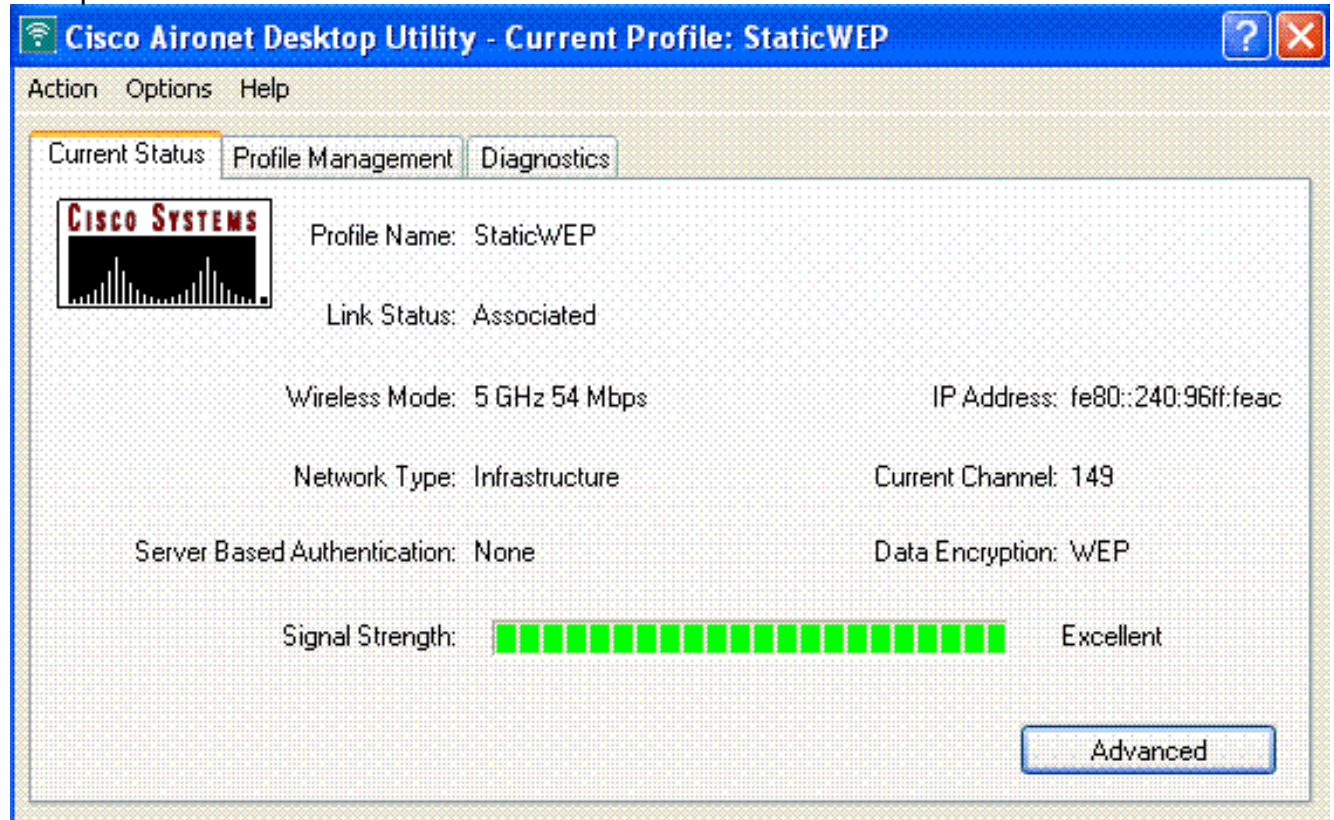 Cisco Aironet Desktop Utility - Current Profile: StaticWEP
Action Options Help
Current Status Profile Management Diagnostics
CISCO SYSTEMS
Profile Name: StaticWEP
Link Status: Associated
Wireless Mode: 5 GHz 54 Mbps IP Address: fe80::240:96ff:feac
Network Type: Infrastructure Current Channel: 149
Server Based Authentication: None Data Encryption: WEP
Signal Strength: Excellent
Advanced